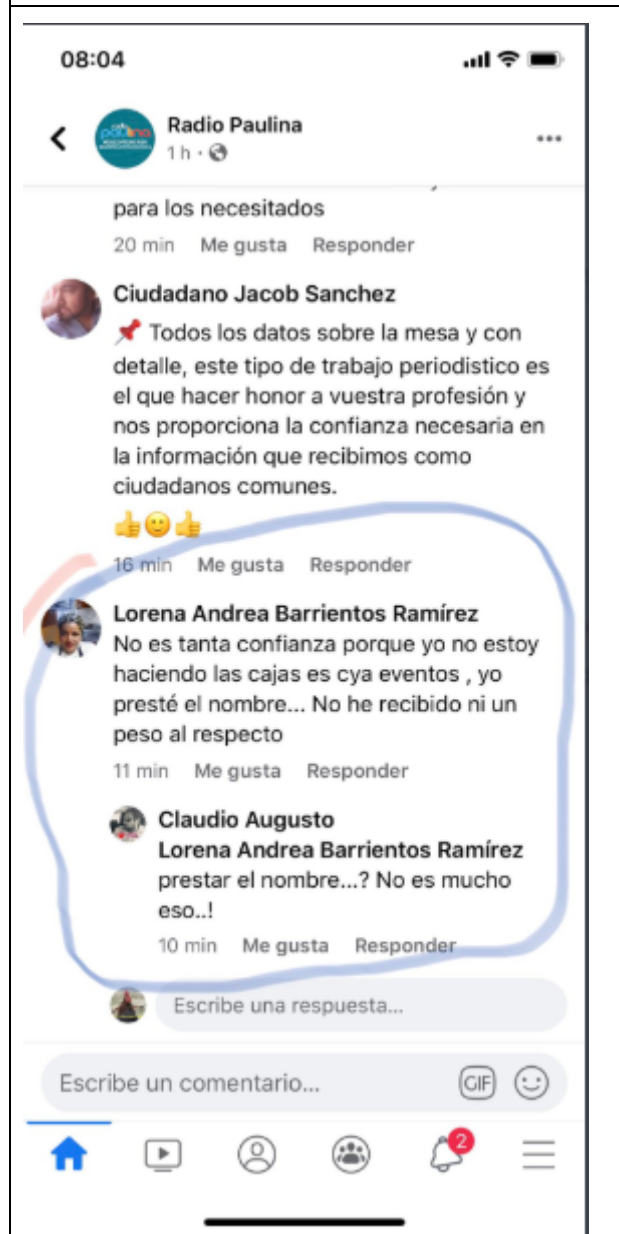 08:04
Radio Paulina
1 h ·
para los necesitados
20 min Me gusta Responder
Ciudadano Jacob Sanchez
📌 Todos los datos sobre la mesa y con
detalle, este tipo de trabajo periodistico es
el que hacer honor a vuestra profesión y
nos proporciona la confianza necesaria en
la información que recibimos como
ciudadanos comunes.
👍🙂👍
16 min Me gusta Responder
Lorena Andrea Barrientos Ramírez
No es tanta confianza porque yo no estoy
haciendo las cajas es cya eventos , yo
presté el nombre... No he recibido ni un
peso al respecto
11 min Me gusta Responder
Claudio Augusto
Lorena Andrea Barrientos Ramírez
prestar el nombre...? No es mucho
eso..!
10 min Me gusta Responder
Escribe una respuesta...
Escribe un comentario...
GIF
2